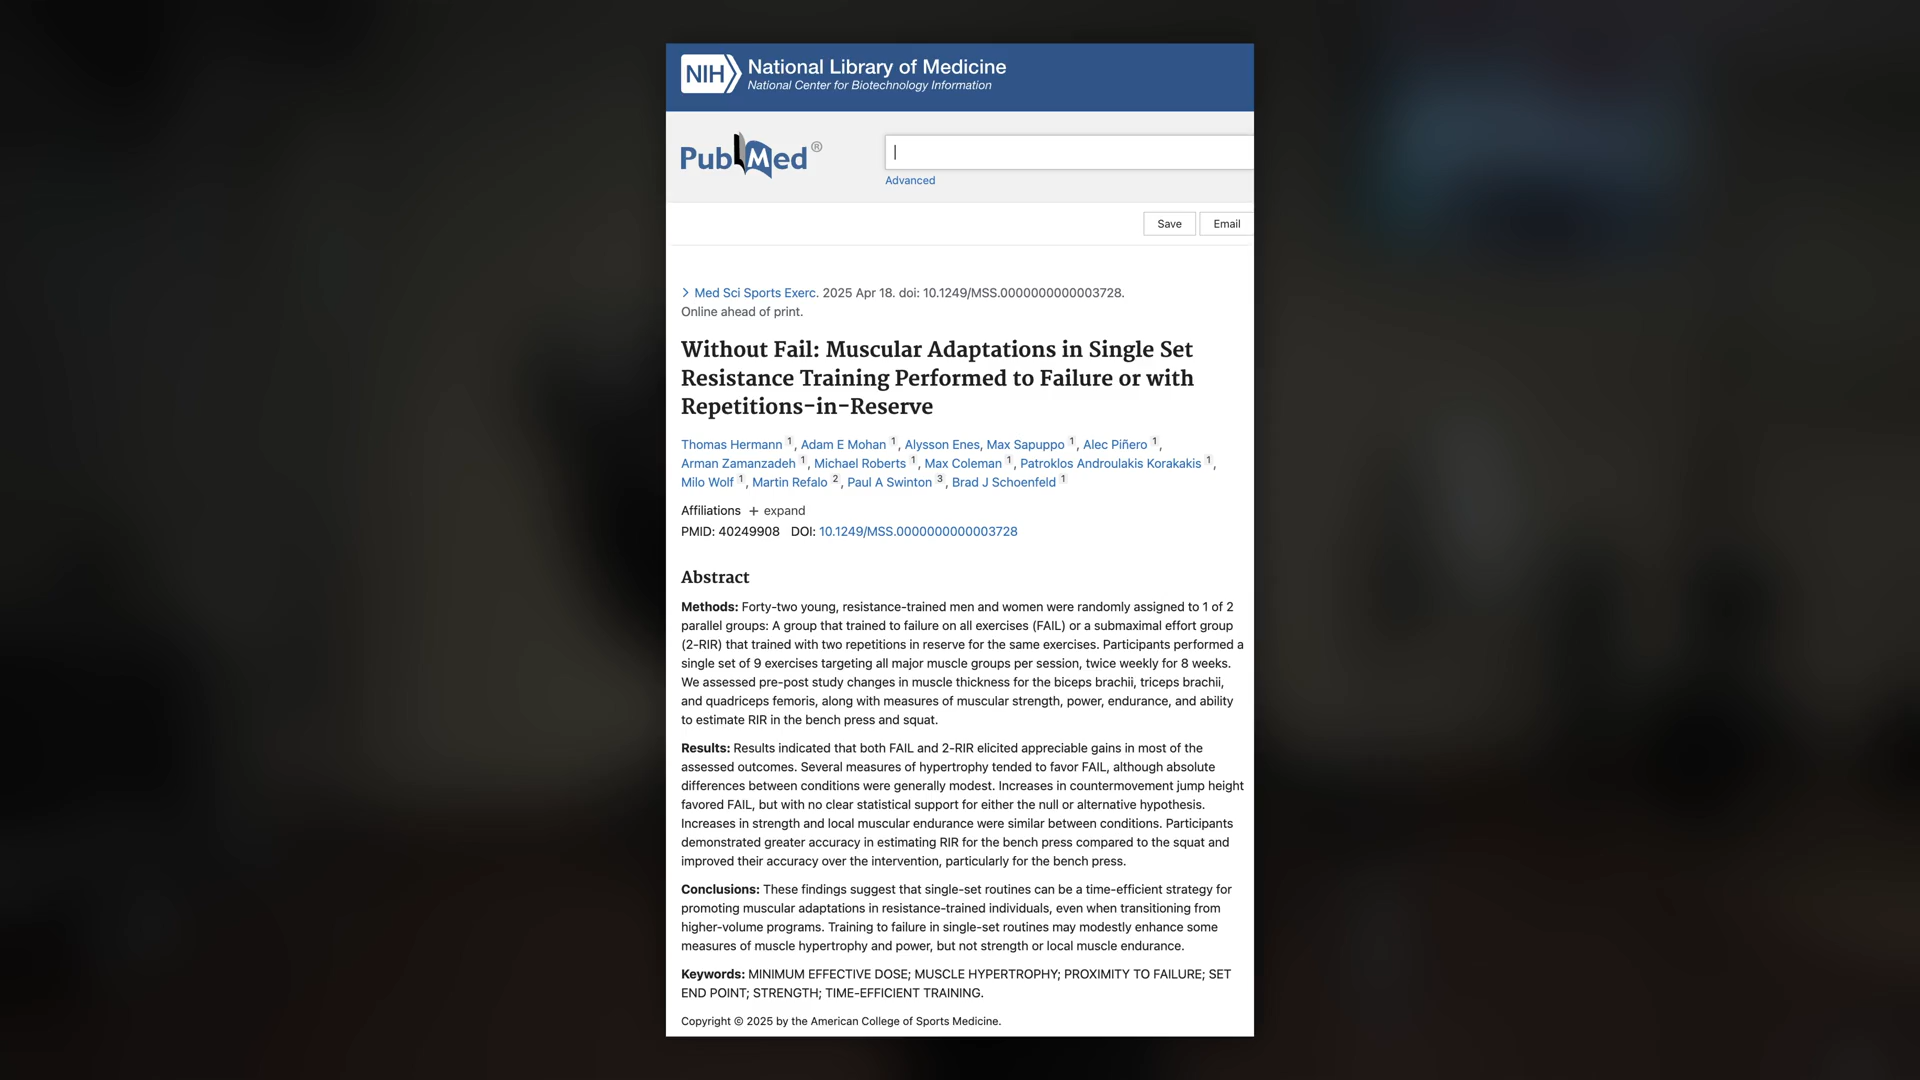 NIH National Library of Medicine
National Center for Biotechnology Information
PubMed®
Advanced
Save Email
Med Sci Sports Exerc. 2025 Apr 18. doi: 10.1249/MSS.0000000000003728.
Online ahead of print.
Without Fail: Muscular Adaptations in Single Set
Resistance Training Performed to Failure or with
Repetitions-in-Reserve
Thomas Hermann 1, Adam E Mohan 1, Alysson Enes, Max Sapuppo 1, Alec Piñero 1,
Arman Zamanzadeh 1, Michael Roberts 1, Max Coleman 1, Patroklos Androulakis Korakakis 1,
Milo Wolf 1, Martin Refalo 2, Paul A Swinton 3, Brad J Schoenfeld 1
Affiliations + expand
PMID: 40249908 DOI: 10.1249/MSS.0000000000003728
Abstract
Methods: Forty-two young, resistance-trained men and women were randomly assigned to 1 of 2
parallel groups: A group that trained to failure on all exercises (FAIL) or a submaximal effort group
(2-RIR) that trained with two repetitions in reserve for the same exercises. Participants performed a
single set of 9 exercises targeting all major muscle groups per session, twice weekly for 8 weeks.
We assessed pre-post study changes in muscle thickness for the biceps brachii, triceps brachii,
and quadriceps femoris, along with measures of muscular strength, power, endurance, and ability
to estimate RIR in the bench press and squat.
Results: Results indicated that both FAIL and 2-RIR elicited appreciable gains in most of the
assessed outcomes. Several measures of hypertrophy tended to favor FAIL, although absolute
differences between conditions were generally modest. Increases in countermovement jump height
favored FAIL, but with no clear statistical support for either the null or alternative hypothesis.
Increases in strength and local muscular endurance were similar between conditions. Participants
demonstrated greater accuracy in estimating RIR for the bench press compared to the squat and
improved their accuracy over the intervention, particularly for the bench press.
Conclusions: These findings suggest that single-set routines can be a time-efficient strategy for
promoting muscular adaptations in resistance-trained individuals, even when transitioning from
higher-volume programs. Training to failure in single-set routines may modestly enhance some
measures of muscle hypertrophy and power, but not strength or local muscle endurance.
Keywords: MINIMUM EFFECTIVE DOSE; MUSCLE HYPERTROPHY; PROXIMITY TO FAILURE; SET
END POINT; STRENGTH; TIME-EFFICIENT TRAINING.
Copyright © 2025 by the American College of Sports Medicine.